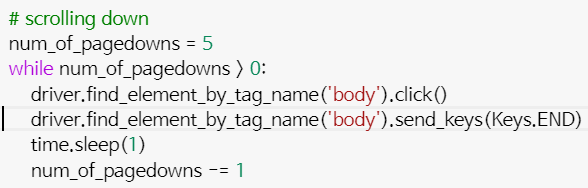 # scrolling down
num_of_pagedowns = 5
while num_of_pagedowns > 0:
    driver.find_element_by_tag_name('body').click()
    driver.find_element_by_tag_name('body').send_keys(Keys.END)
    time.sleep(1)
    num_of_pagedowns -= 1